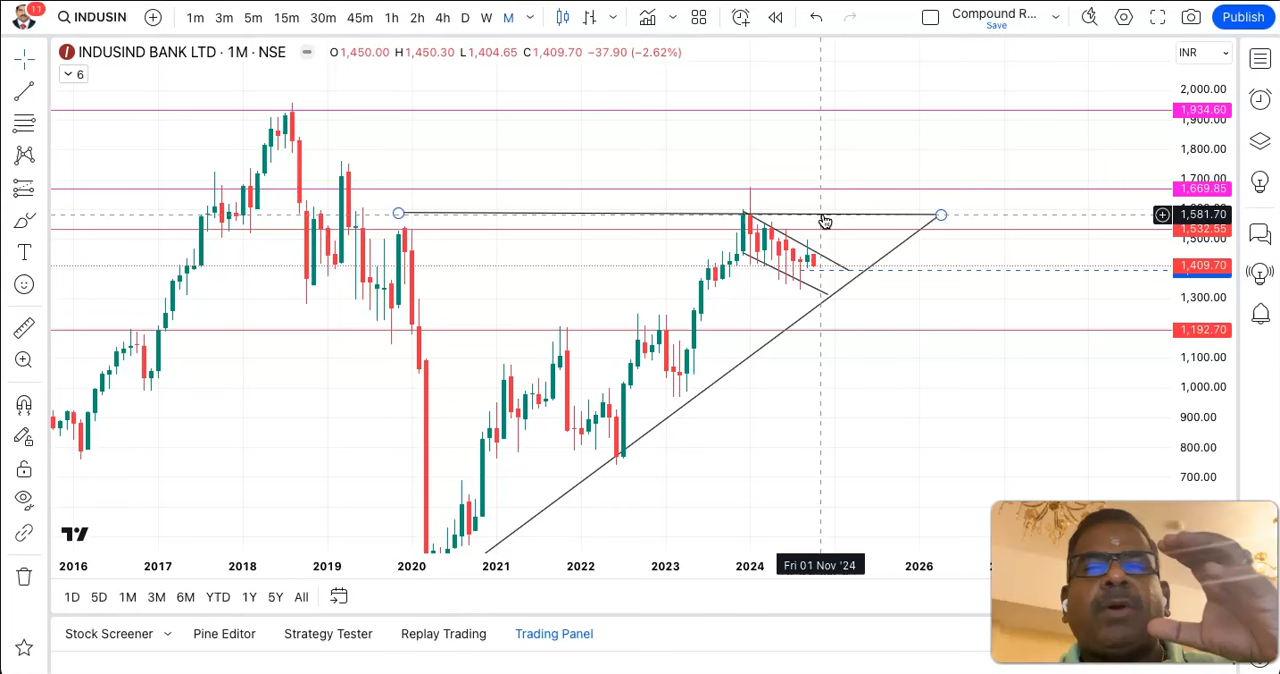 11
INDUSIN
1m 3m 5m 15m 30m 45m 1h 2h 4h D W M
Compound R...
Save
Publish
INDUSIND BANK LTD · 1M · NSE
O1,450.00 H1,450.30 L1,404.65 C1,409.70 −37.90 (−2.62%)
INR
6
2,000.00
1,934.60
1,900.00
1,800.00
1,700.00
1,669.85
1,581.70
1,532.55
1,500.00
1,409.70
1,300.00
1,192.70
1,100.00
1,000.00
900.00
800.00
700.00
2016 2017 2018 2019 2020 2021 2022 2023 2024 Fri 01 Nov '24 2026
1D 5D 1M 3M 6M YTD 1Y 5Y All
Stock Screener Pine Editor Strategy Tester Replay Trading Trading Panel